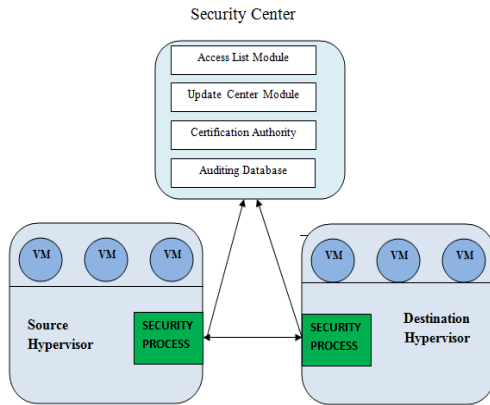 Security Center
Access List Module
Update Center Module
Certification Authority
Auditing Database
VM VM VM
Source
Hypervisor
SECURITY
PROCESS
VM VM VM
SECURITY
PROCESS
Destination
Hypervisor